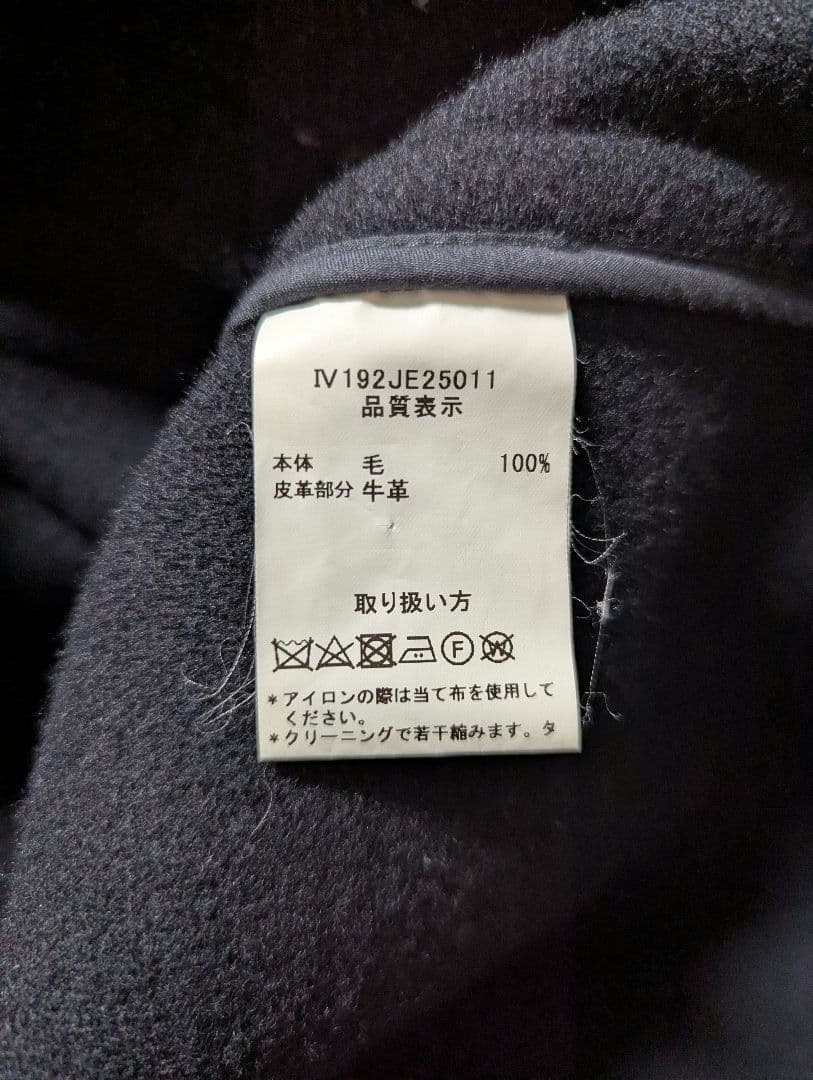 Ⅳ192JE25011
品質表示
本体 毛 100%
皮革部分 牛革
取り扱い方
F W
*アイロンの際は当て布を使用して
ください。
*クリーニングで若干縮みます。タ